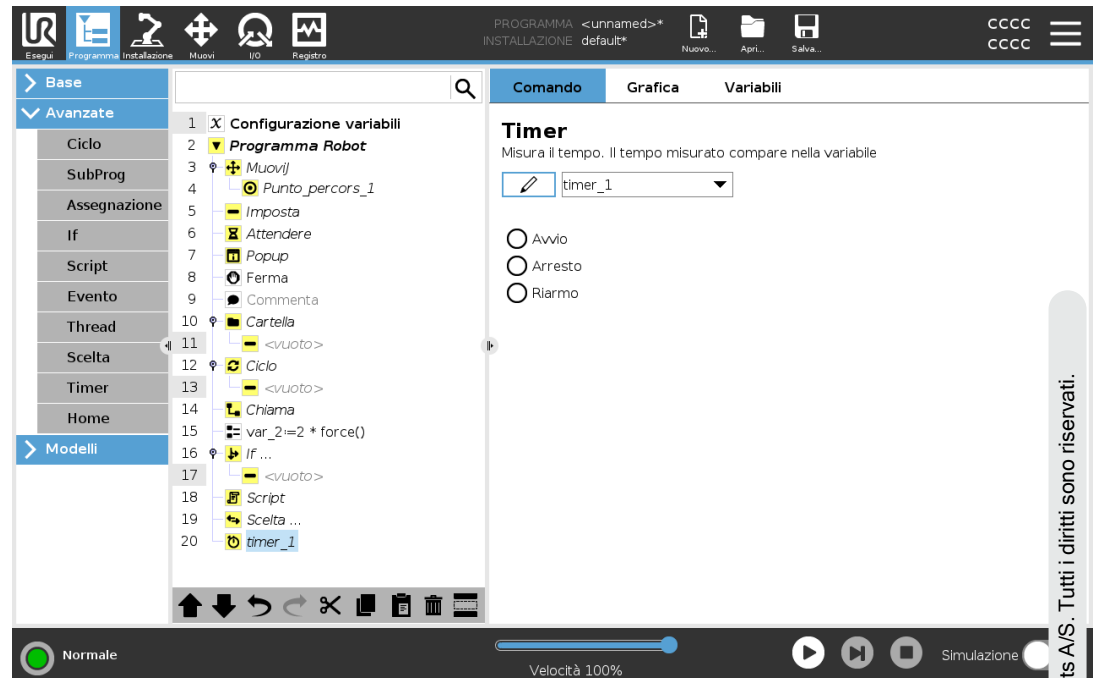 PROGRAMMA <unnamed>*
INSTALLAZIONE default*
Esegui Programma Installazione Muovi I/O Registro
Nuovo... Apri... Salva...
cccc
cccc
Base
Avanzate
Ciclo
SubProg
Assegnazione
If
Script
Evento
Thread
Scelta
Timer
Home
Modelli
1 X Configurazione variabili
2 Programma Robot
3 MuoviJ
4 Punto_percors_1
5 Imposta
6 Attendere
7 Popup
8 Ferma
9 Commenta
10 Cartella
11 <vuoto>
12 Ciclo
13 <vuoto>
14 Chiama
15 var_2:=2 * force()
16 If ...
17 <vuoto>
18 Script
19 Scelta ...
20 timer_1
Comando Grafica Variabili
Timer
Misura il tempo. Il tempo misurato compare nella variabile
timer_1
Avvio
Arresto
Riarmo
Normale
Velocità 100%
Simulazione
ts A/S. Tutti i diritti sono riservati.